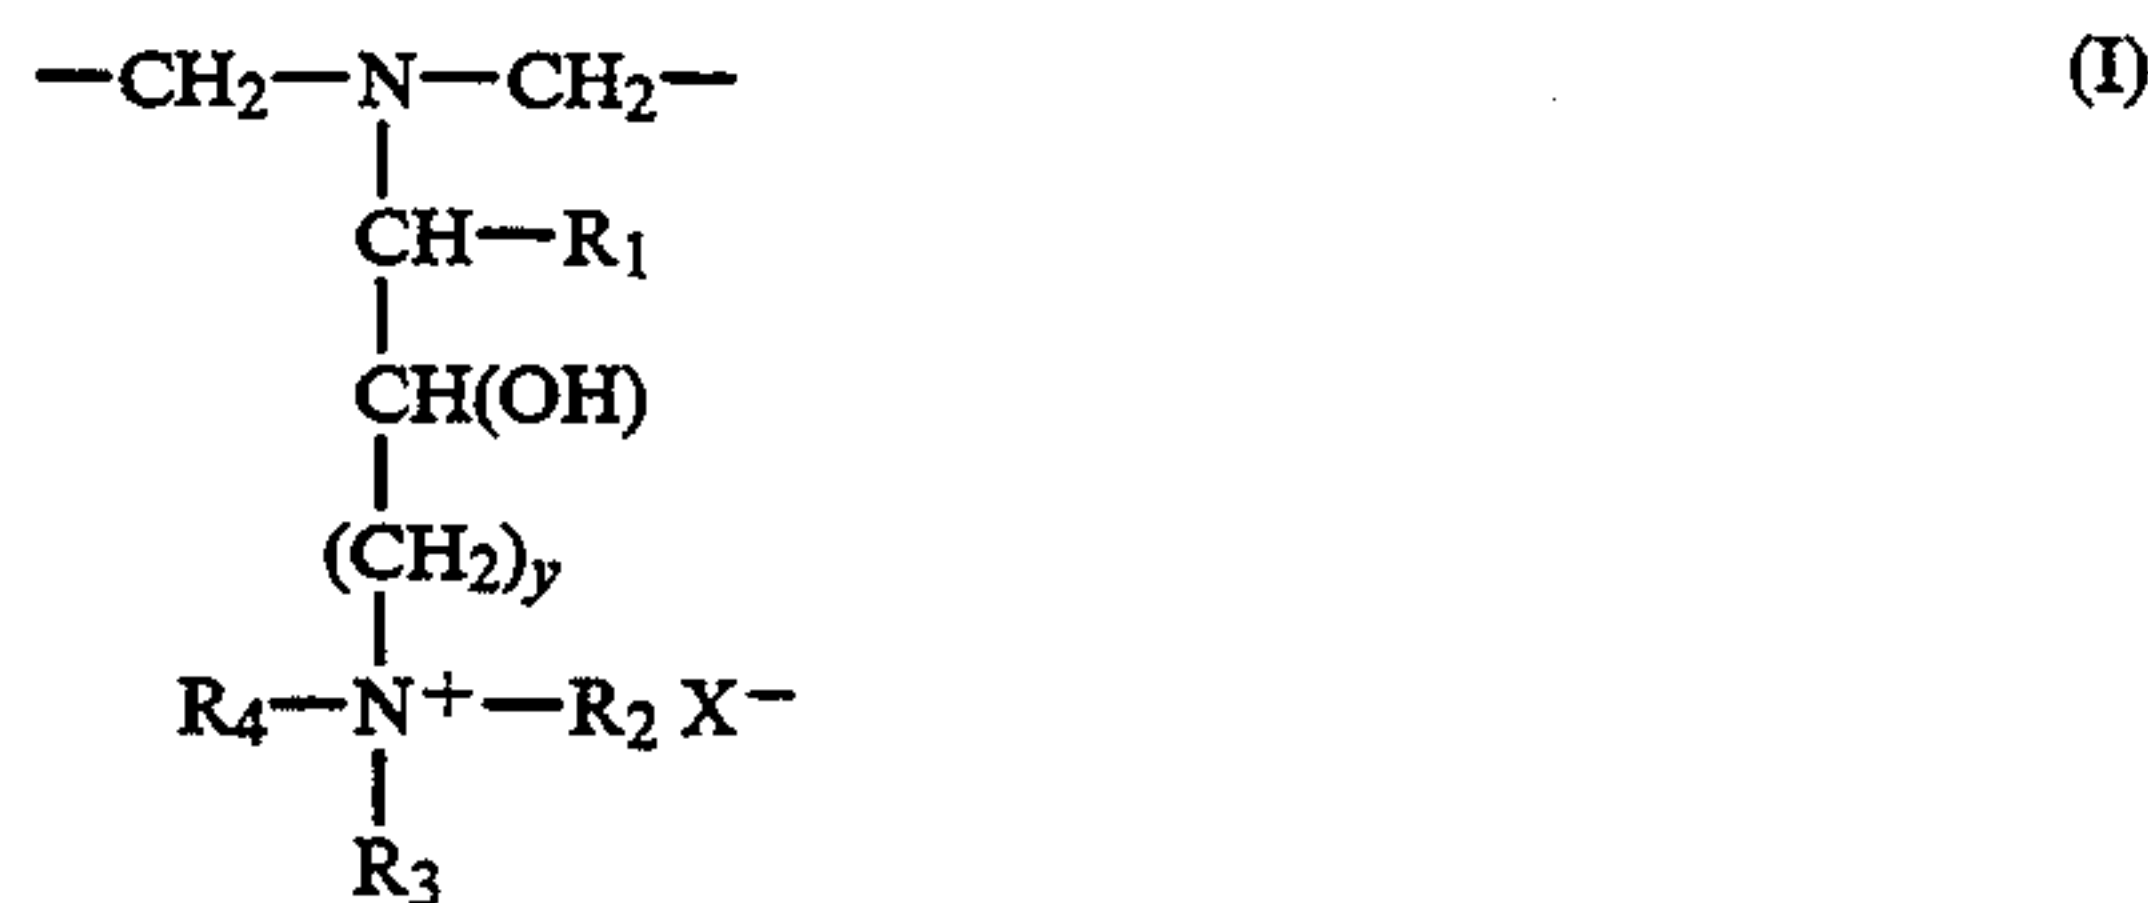 —CH2—N—CH2— (I)
CH—R1
CH(OH)
(CH2)y
R4—N+—R2 X−
R3